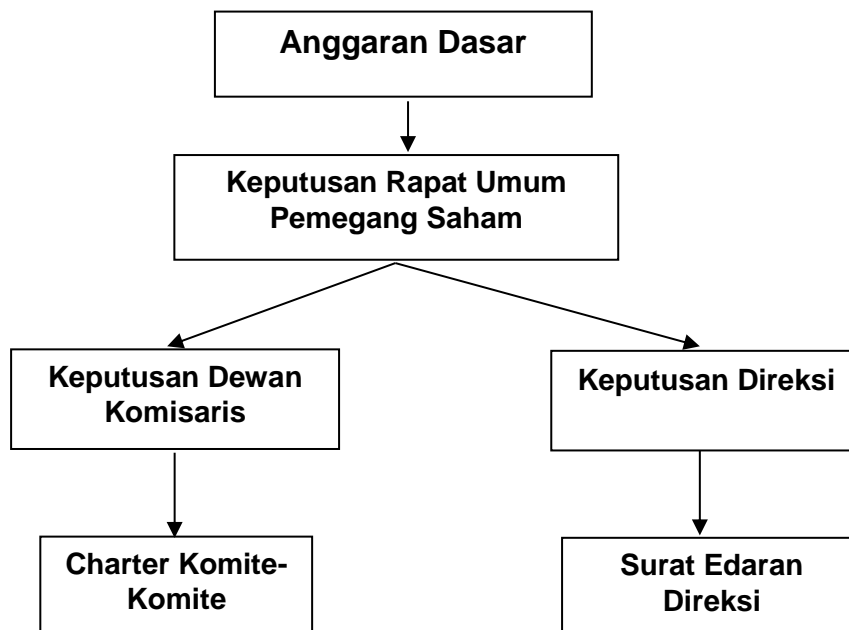 Anggaran Dasar
Keputusan Rapat Umum
Pemegang Saham
Keputusan Dewan
Komisaris
Keputusan Direksi
Charter Komite-
Komite
Surat Edaran
Direksi